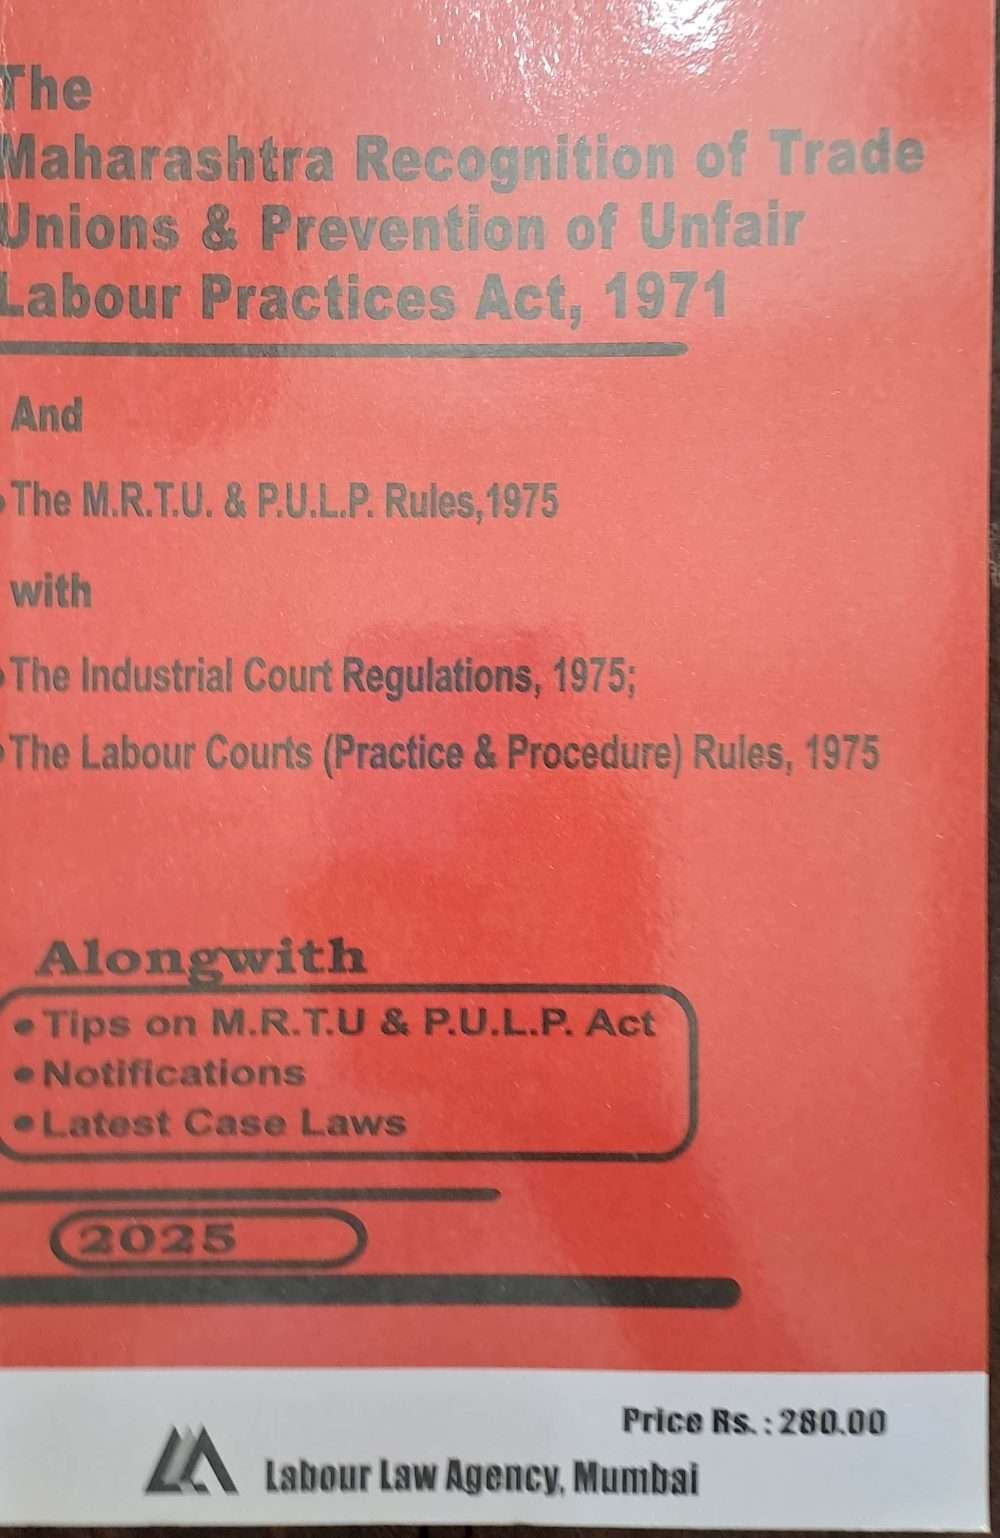 The
Maharashtra Recognition of Trade
Unions & Prevention of Unfair
Labour Practices Act, 1971
And
• The M.R.T.U. & P.U.L.P. Rules,1975
with
• The Industrial Court Regulations, 1975;
• The Labour Courts (Practice & Procedure) Rules, 1975
Alongwith
• Tips on M.R.T.U & P.U.L.P. Act
• Notifications
• Latest Case Laws
2025
Price Rs. : 280.00
Labour Law Agency, Mumbai